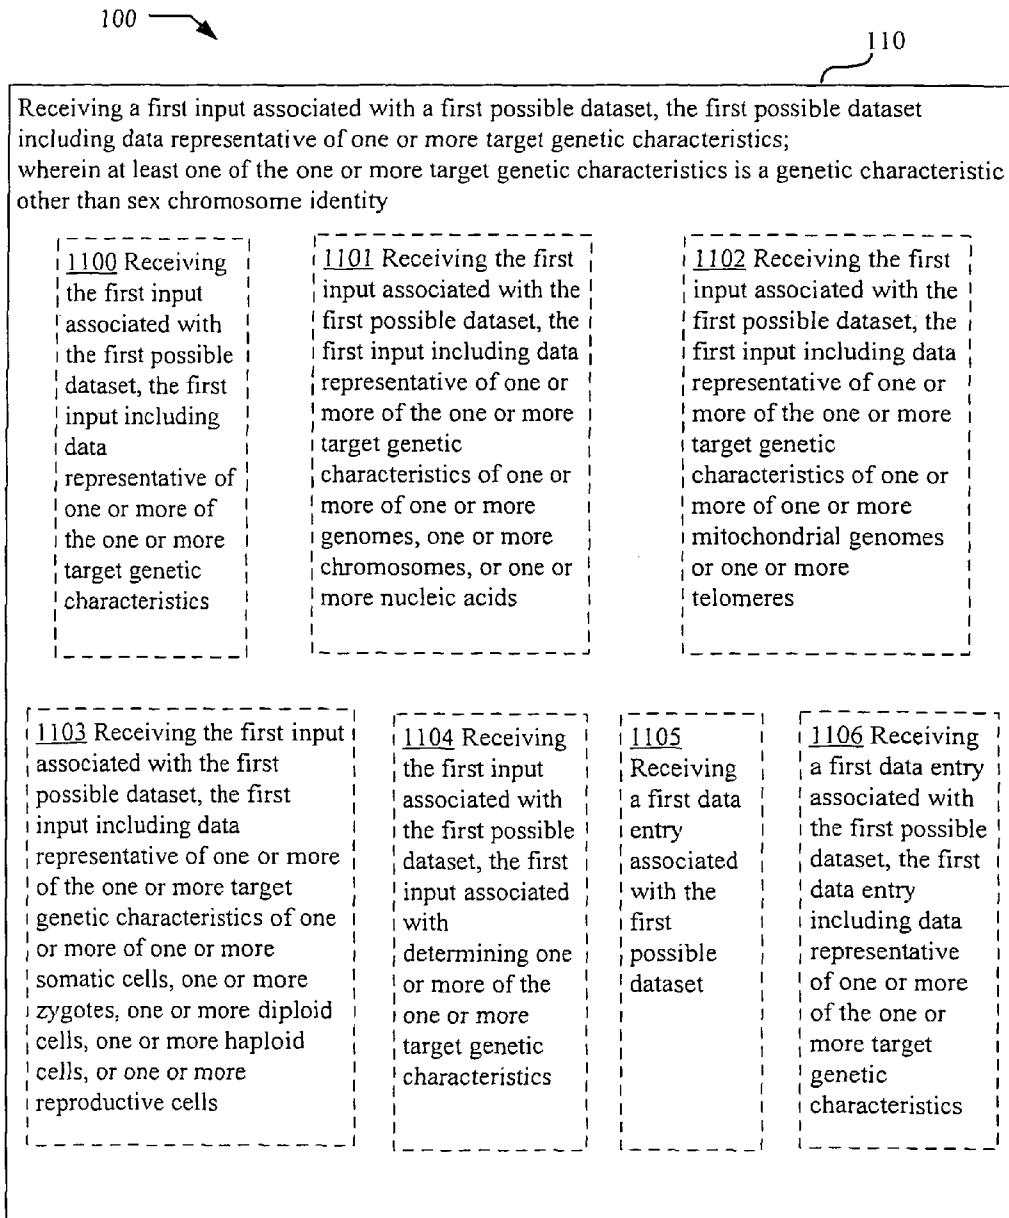 100
110
Receiving a first input associated with a first possible dataset, the first possible dataset
including data representative of one or more target genetic characteristics;
wherein at least one of the one or more target genetic characteristics is a genetic characteristic
other than sex chromosome identity
1100 Receiving
the first input
associated with
the first possible
dataset, the first
input including
data
representative of
one or more of
the one or more
target genetic
characteristics
1101 Receiving the first
input associated with the
first possible dataset, the
first input including data
representative of one or
more of the one or more
target genetic
characteristics of one or
more of one or more
genomes, one or more
chromosomes, or one or
more nucleic acids
1102 Receiving the first
input associated with the
first possible dataset, the
first input including data
representative of one or
more of the one or more
target genetic
characteristics of one or
more of one or more
mitochondrial genomes
or one or more
telomeres
1103 Receiving the first input
associated with the first
possible dataset, the first
input including data
representative of one or more
of the one or more target
genetic characteristics of one
or more of one or more
somatic cells, one or more
zygotes, one or more diploid
cells, one or more haploid
cells, or one or more
reproductive cells
1104 Receiving
the first input
associated with
the first possible
dataset, the first
input associated
with
determining one
or more of the
one or more
target genetic
characteristics
1105
Receiving
a first data
entry
associated
with the
first
possible
dataset
1106 Receiving
a first data entry
associated with
the first possible
dataset, the first
data entry
including data
representative
of one or more
of the one or
more target
genetic
characteristics